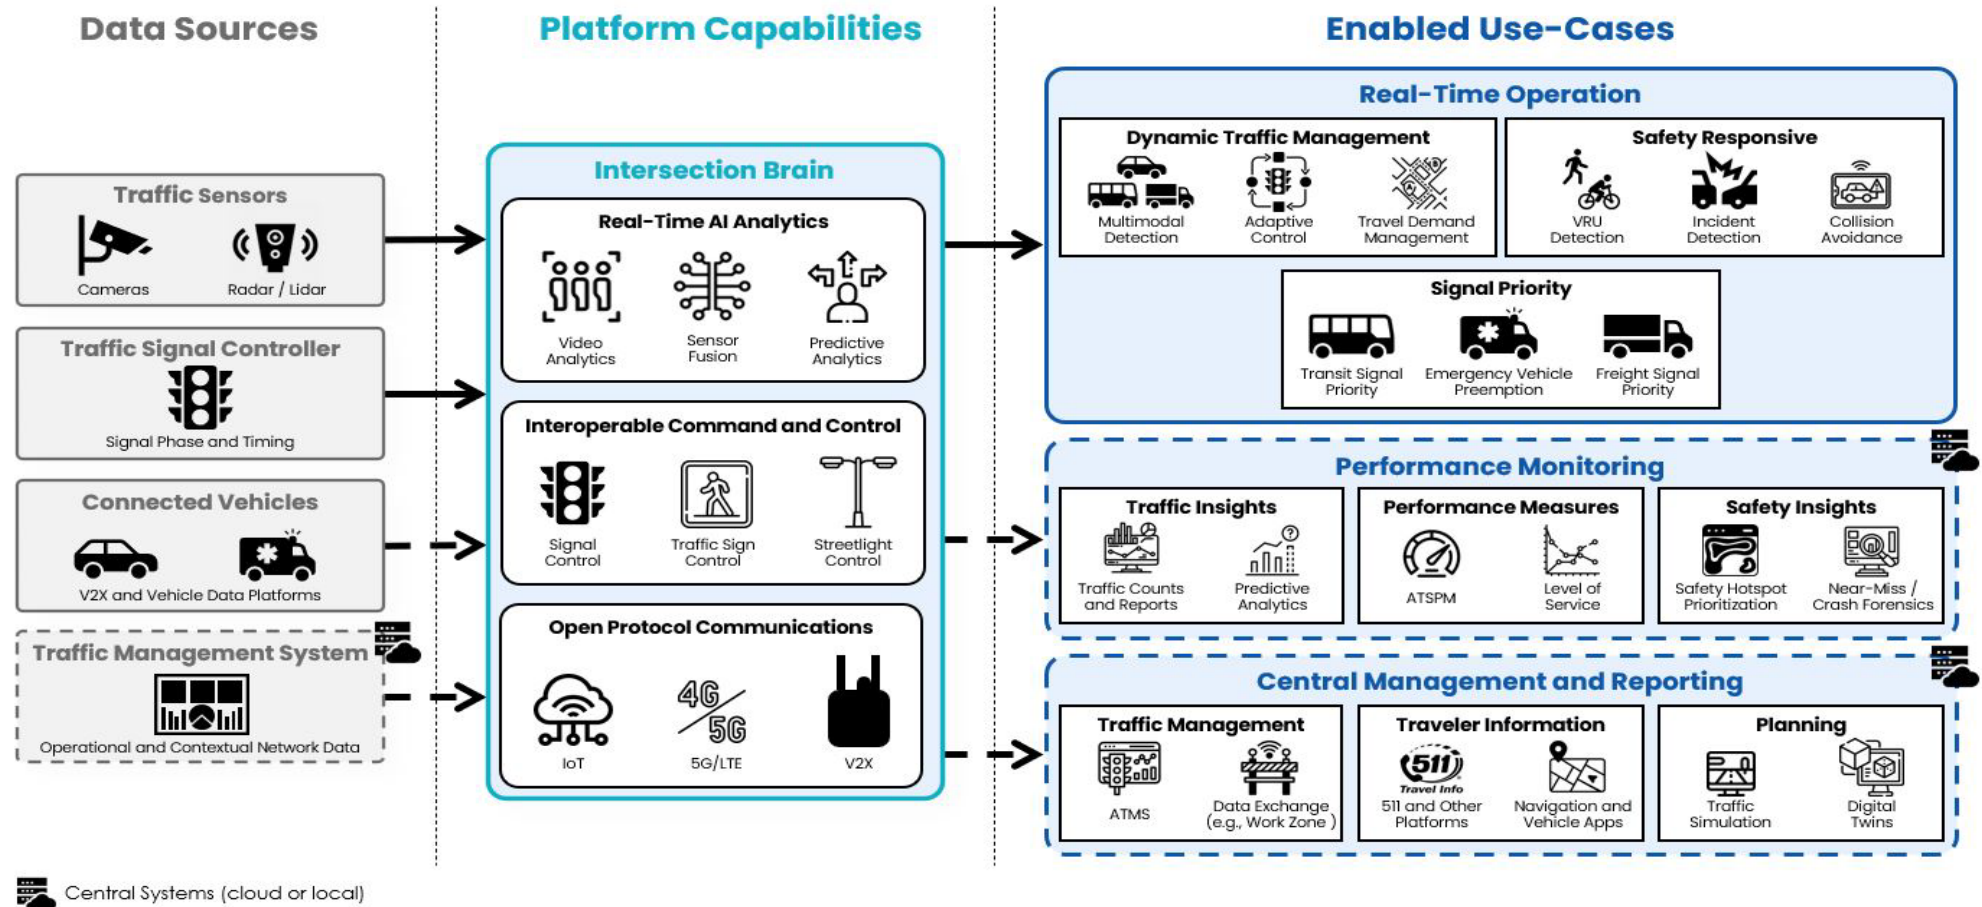 Data Sources
Platform Capabilities
Enabled Use-Cases
Traffic Sensors
Cameras
Radar / Lidar
Traffic Signal Controller
Signal Phase and Timing
Connected Vehicles
V2X and Vehicle Data Platforms
Traffic Management System
Operational and Contextual Network Data
Intersection Brain
Real-Time AI Analytics
Video
Analytics
Sensor
Fusion
Predictive
Analytics
Interoperable Command and Control
Signal
Control
Traffic Sign
Control
Streetlight
Control
Open Protocol Communications
IoT
4G
5G
5G/LTE
V2X
Real-Time Operation
Dynamic Traffic Management
Multimodal
Detection
Adaptive
Control
A
B
Travel Demand
Management
Safety Responsive
VRU
Detection
Incident
Detection
Collision
Avoidance
Signal Priority
Transit Signal
Priority
Emergency Vehicle
Preemption
Freight Signal
Priority
Performance Monitoring
Traffic Insights
Traffic Counts
and Reports
?
Predictive
Analytics
Performance Measures
ATSPM
Level of
Service
Safety Insights
Safety Hotspot
Prioritization
Near-Miss /
Crash Forensics
Central Management and Reporting
Traffic Management
ATMS
Data Exchange
(e.g., Work Zone )
Traveler Information
511
Travel Info
511 and Other
Platforms
Navigation and
Vehicle Apps
Planning
Traffic
Simulation
Digital
Twins
Central Systems (cloud or local)